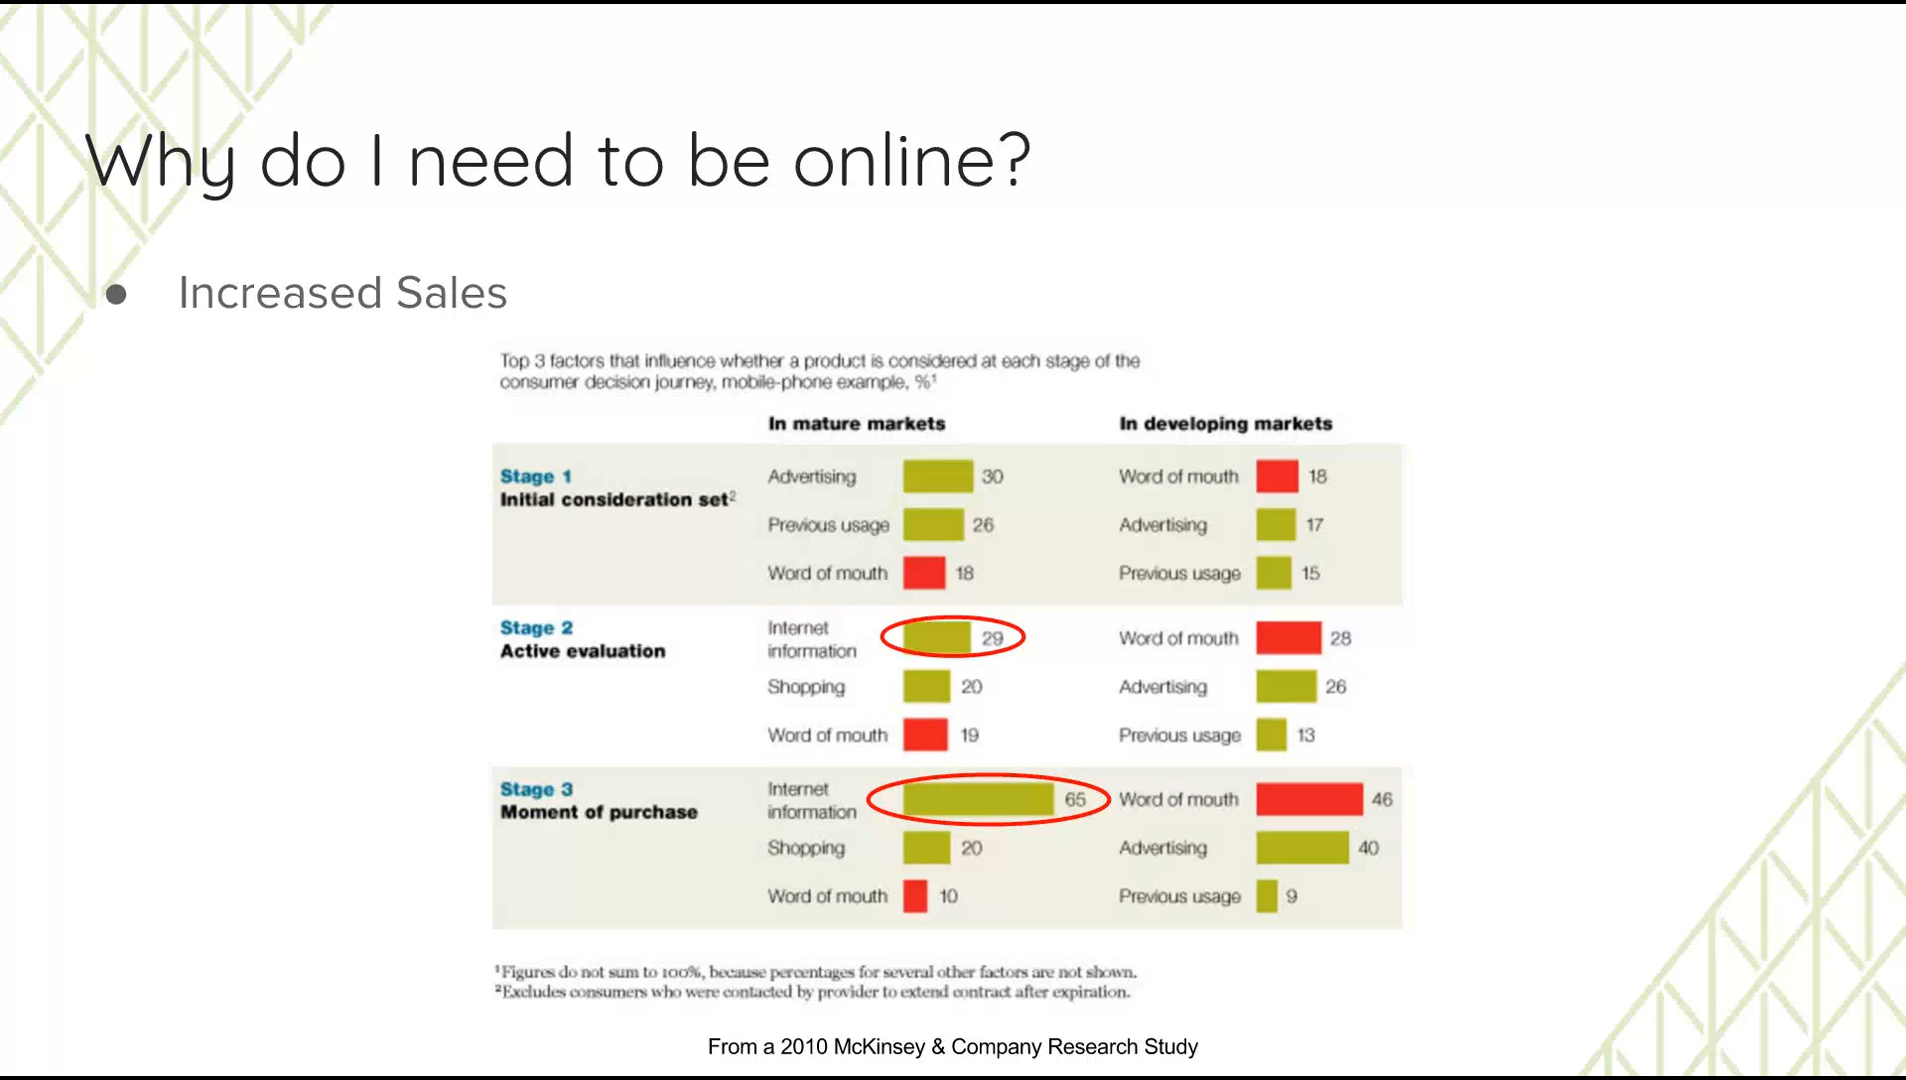 Why do I need to be online?
● Increased Sales
Top 3 factors that influence whether a product is considered at each stage of the
consumer decision journey, mobile-phone example, %¹
In mature markets In developing markets
Stage 1
Initial consideration set²
Advertising 30 Word of mouth 18
Previous usage 26 Advertising 17
Word of mouth 18 Previous usage 15
Stage 2
Active evaluation
Internet
information 29 Word of mouth 28
Shopping 20 Advertising 26
Word of mouth 19 Previous usage 13
Stage 3
Moment of purchase
Internet
information 65 Word of mouth 46
Shopping 20 Advertising 40
Word of mouth 10 Previous usage 9
¹Figures do not sum to 100%, because percentages for several other factors are not shown.
²Excludes consumers who were contacted by provider to extend contract after expiration.
From a 2010 McKinsey & Company Research Study